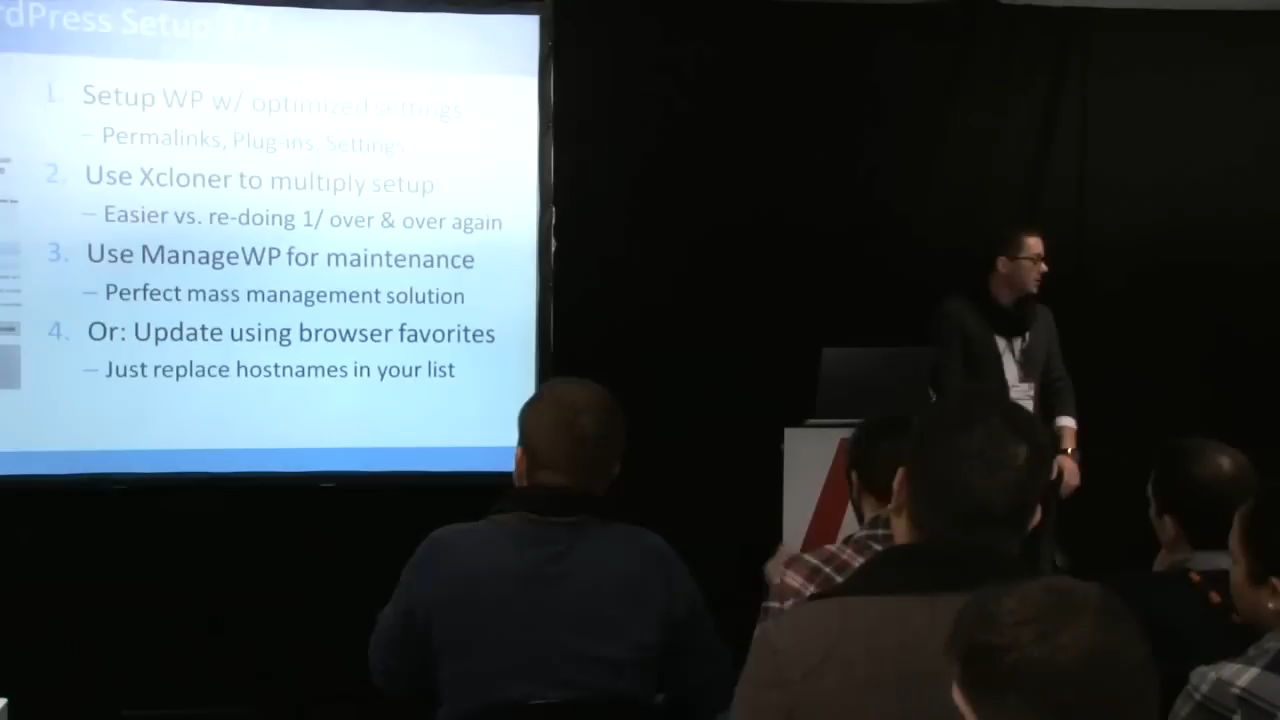 dPress Setup
1. Setup WP w/ optimized settings
– Permalinks, Plug-ins, Settings
2. Use Xcloner to multiply setup
– Easier vs. re-doing 1/ over & over again
3. Use ManageWP for maintenance
– Perfect mass management solution
4. Or: Update using browser favorites
– Just replace hostnames in your list